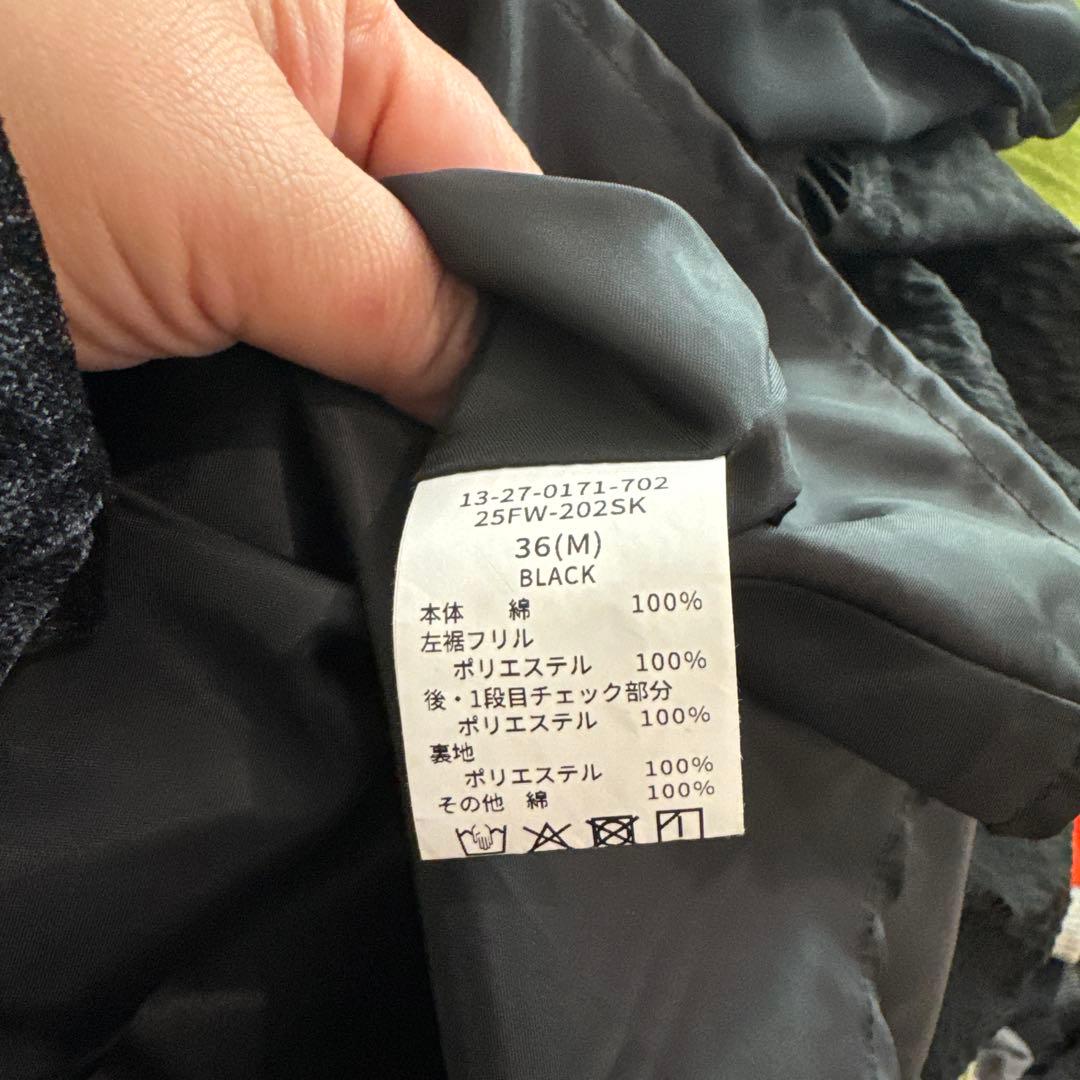 13-27-0171-702
25FW-202SK
36(M)
BLACK
本体 綿 100%
左裾フリル
ポリエステル 100%
後・1段目チェック部分
ポリエステル 100%
裏地
ポリエステル 100%
その他 綿 100%